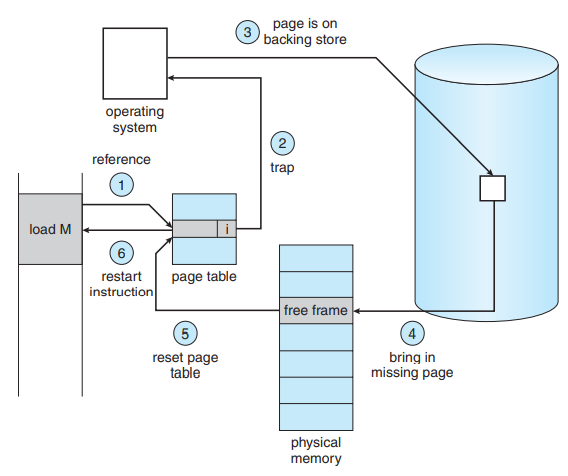 3
page is on
backing store
operating
system
2
trap
reference
1
load M
i
6
restart
instruction
page table
free frame
5
reset page
table
4
bring in
missing page
physical
memory